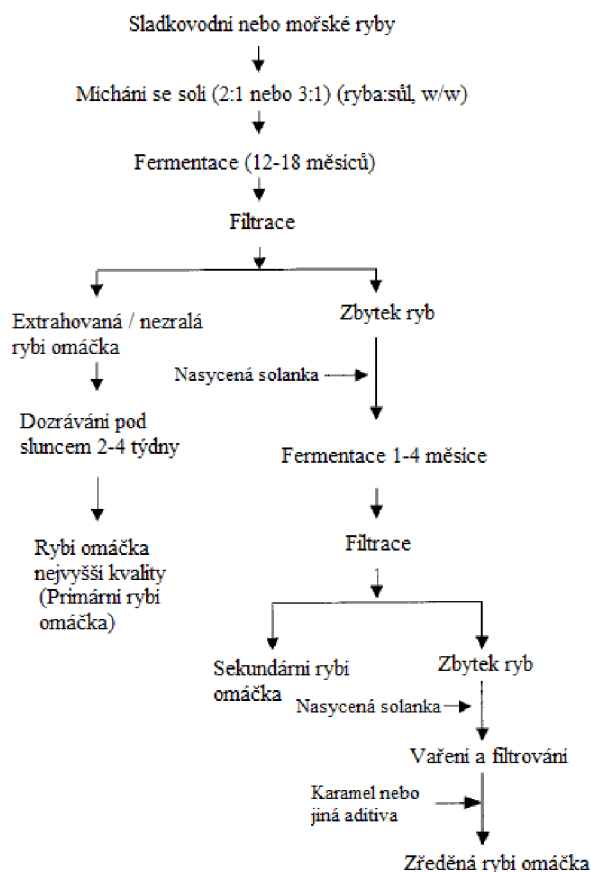 Sladkovodní nebo mořské ryby
Míchání se soli (2:1 nebo 3:1) (ryba:sůl, w/w)
Fermentace (12-18 měsíců)
Filtrace
Extrahovaná / nezralá
rybí omáčka
Zbytek ryb
Nasycená solanka
Dozrávání pod
sluncem 2-4 týdny
Fermentace 1-4 měsíce
Rybí omáčka
nejvyšší kvality
(Primární rybí
omáčka)
Filtrace
Sekundární rybí
omáčka
Zbytek ryb
Nasycená solanka
Vaření a filtrování
Karamel nebo
jiná aditiva
Zředěná rybí omáčka